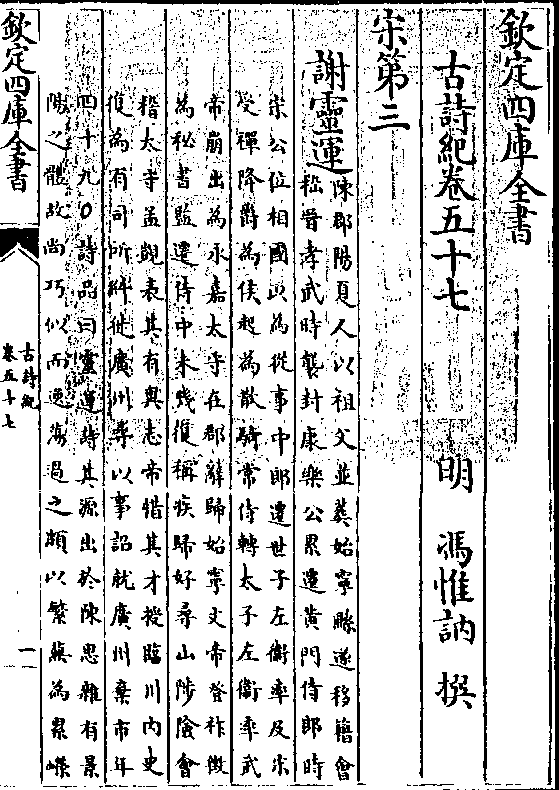 欽定四庫全書
古詩紀卷五十七
明 馮惟訥 撰
宋第三
謝靈運
陳郡陽夏人以祖父並葬始寧縣遂移籍會
稽晉孝武時襲封康樂公累遷黃門侍郎時
宋公位相國以為從事中郎遷世子左衛率及宋
受禪降爵為侯起為散騎常侍轉太子左衛率武
帝崩出為永嘉太守在郡辭歸始寧文帝登祚徵
為秘書監遷侍中未幾復稱疾歸好尋山陟險會
稽太守孟顗表其有異志帝惜其才授臨川內史
復為有司所糾徙廣州尋以事詔就廣州棄市年
四十九○詩品曰靈運詩其源出於陳思雜有景
陽之體故尚巧似而逸蕩過之頗以繁蕪為累嶸
欽定四庫全書
古詩紀
卷五十七
一